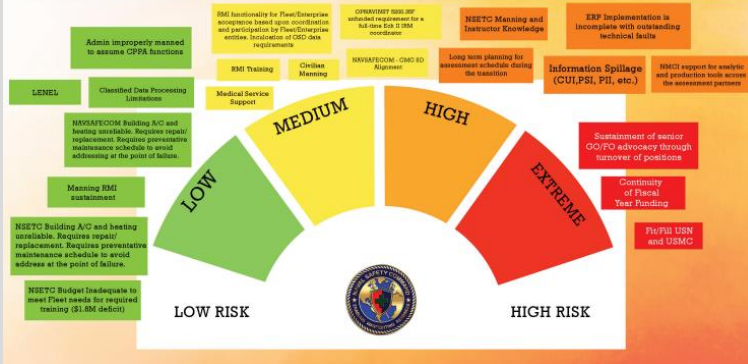 Admin improperly manned
to assume CPPA functions
LENEL
Classified Data Processing
Limitations
NAVSAFECOM Building A/C and
heating unreliable. Requires repair/
replacement. Requires preventative
maintenance schedule to avoid
addressing at the point of failure.
Manning RMI
sustainment
NSETC Building A/C and heating
unreliable. Requires repair/
replacement. Requires preventative
maintenance schedule to avoid
address at the point of failure.
NSETC Budget Inadequate to
meet Fleet needs for required
training ($1.8M deficit)
RMI functionality for Fleet/Enterprise
acceptance based upon coordination
and participation by Fleet/Enterprise
entities. Inculcation of OSD data
requirements
RMI Training
Civilian
Manning
Medical Service
Support
OPNAVINST
unfunded requirement for a
full-time Ech II
coordinator
NAVSAFECOM - GMC SD
Alignment
NSETC Manning and
Instructor Knowledge
Long term planning for
assessment schedule during
the transition
ERP Implementation is
incomplete with outstanding
technical faults
Information Spillage
(CUI,PSI, PII, etc.)
NMCI support for analytic
and production tools across
the assessment partners
Sustainment of senior
GO/FO advocacy through
turnover of positions
Continuity
of Fiscal
Year Funding
Fit/Fill USN
and USMC
LOW
MEDIUM
HIGH
EXTREME
LOW RISK
HIGH RISK